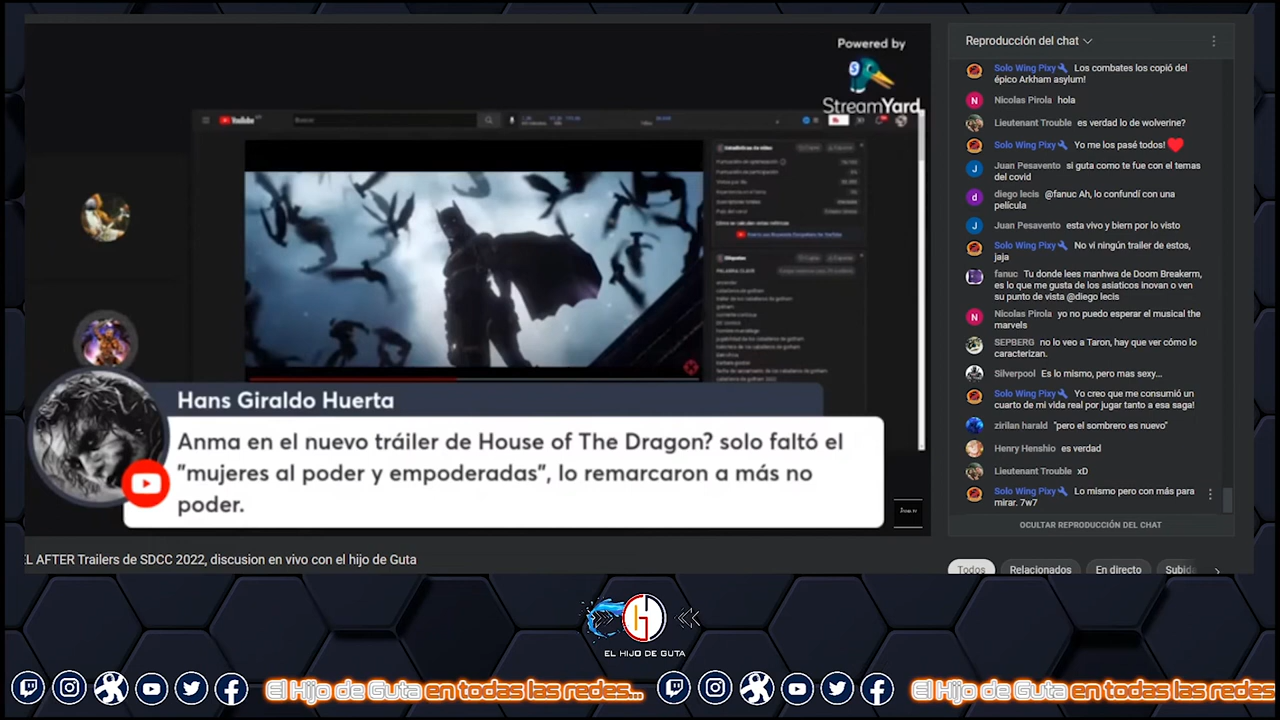 Powered by
StreamYard
YouTube
Buscar
Hans Giraldo Huerta
Anma en el nuevo tráiler de House of The Dragon? solo faltó el
"mujeres al poder y empoderadas", lo remarcaron a más no
poder.
EL AFTER Trailers de SDCC 2022, discusion en vivo con el hijo de Guta
Reproducción del chat
Solo Wing Pixy Los combates los copió del
épico Arkham asylum!
Nicolas Pirola hola
Lieutenant Trouble es verdad lo de wolverine?
Solo Wing Pixy Yo me los pasé todos!
Juan Pesavento sl guta como te fue con el temas
del covid
diego lecis @fanuc Ah, lo confundí con una
película
Juan Pesavento esta vivo y biern por lo visto
Solo Wing Pixy No vi ningún trailer de estos,
jaja
fanuc Tu donde lees manhwa de Doom Breakerm,
es lo que me gusta de los asiaticos inovan o ven
su punto de vista @diego lecis
Nicolas Pirola yo no puedo esperar el musical the
marvels
SEPBERG no lo veo a Taron, hay que ver como lo
caracterizan.
Silverpool Es lo mismo, pero mas sexy...
Solo Wing Pixy Yo creo que me consumió un
cuarto de mi vida real por jugar tanto a esa saga!
zirilan harald "pero el sombrero es nuevo"
Henry Henshio es verdad
Lieutenant Trouble xD
Solo Wing Pixy Lo mismo pero con más para
mirar. 7w7
OCULTAR REPRODUCCIÓN DEL CHAT
Todos Relacionados En directo Subid
EL HIJO DE GUTA
El Hijo de Guta en todas las redes... El Hijo de Guta en todas las redes